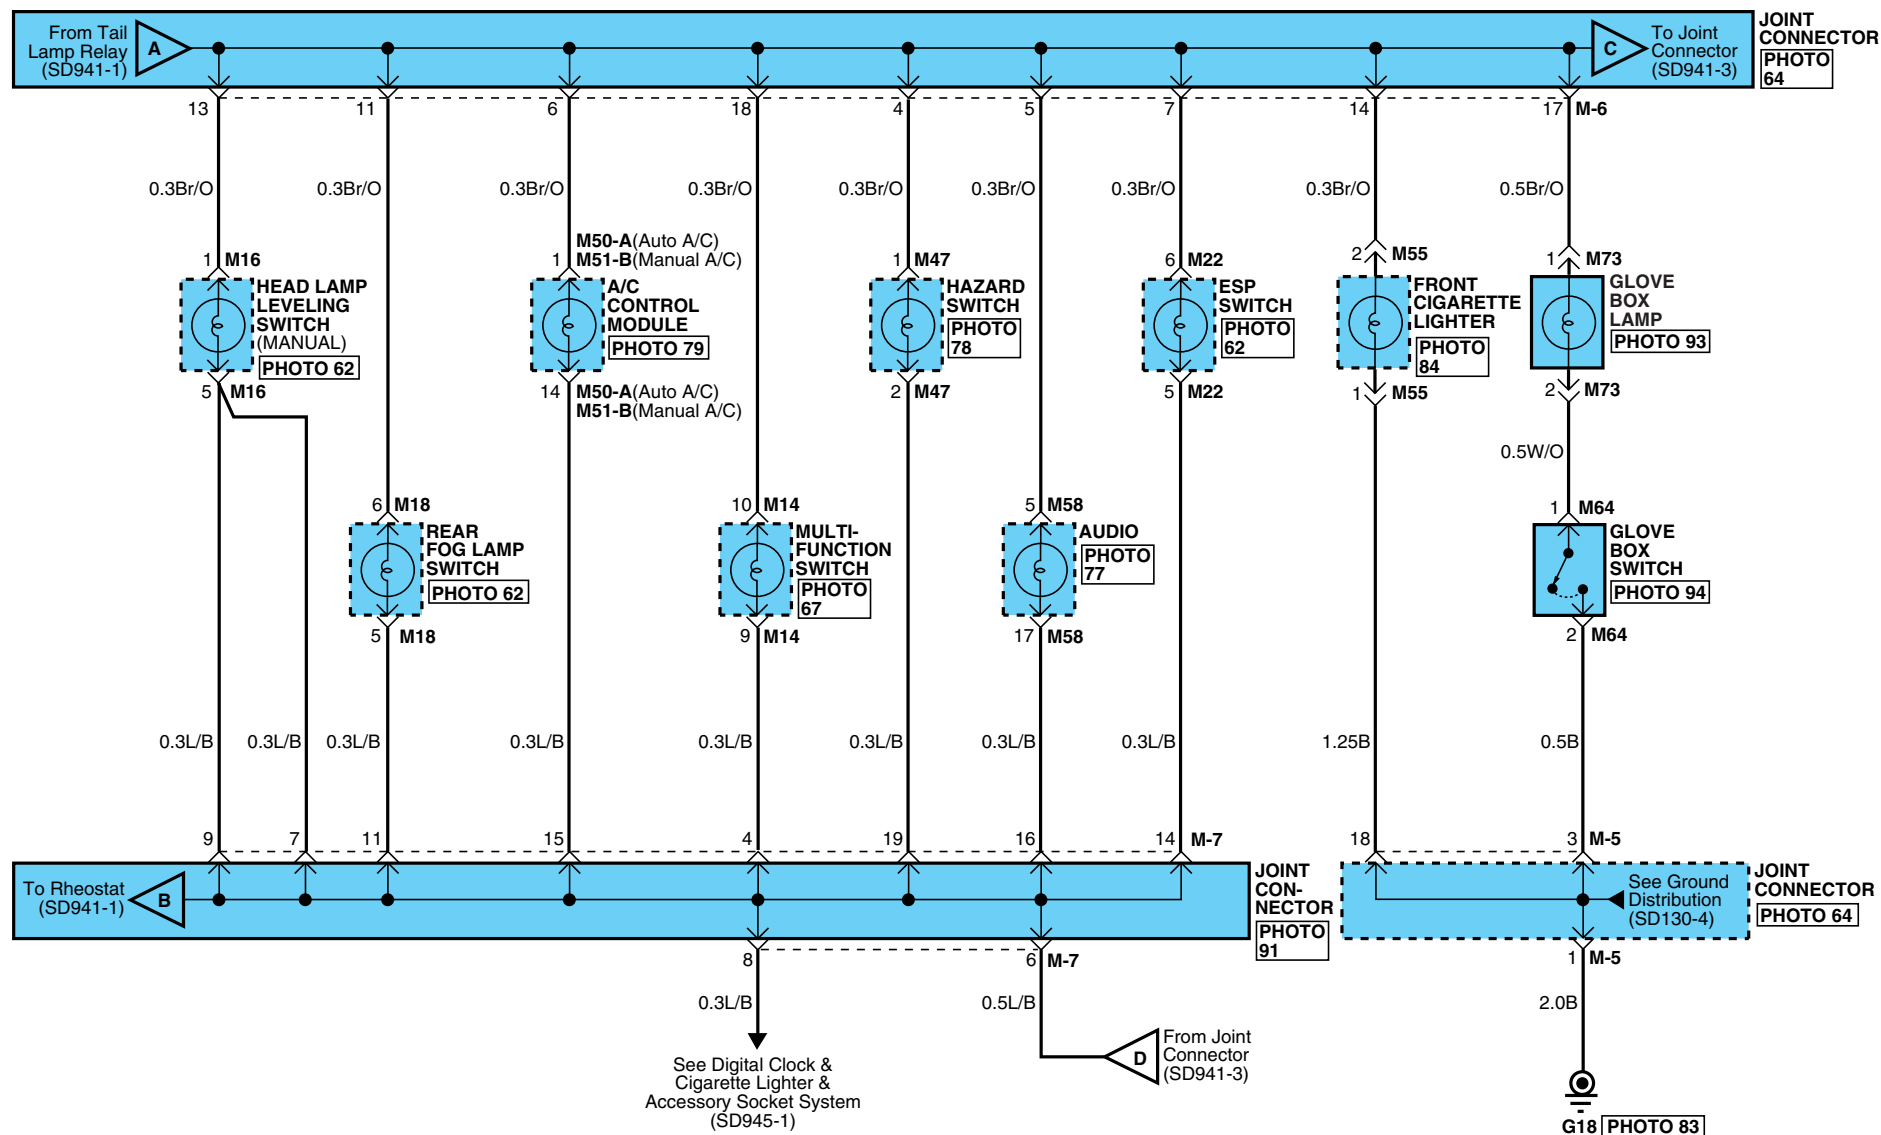 From Tail
Lamp Relay
(SD941-1)
A
C
To Joint
Connector
(SD941-3)
JOINT
CONNECTOR
PHOTO
64
13
11
6
18
4
5
7
14
17
M-6
0.3Br/O
0.3Br/O
0.3Br/O
0.3Br/O
0.3Br/O
0.3Br/O
0.3Br/O
0.3Br/O
0.5Br/O
1
M16
HEAD LAMP
LEVELING
SWITCH
(MANUAL)
PHOTO 62
5
M16
M50-A(Auto A/C)
1
M51-B(Manual A/C)
A/C
CONTROL
MODULE
PHOTO 79
14
M50-A(Auto A/C)
M51-B(Manual A/C)
1
M47
HAZARD
SWITCH
PHOTO
78
2
M47
6
M22
ESP
SWITCH
PHOTO
62
5
M22
2
M55
FRONT
CIGARETTE
LIGHTER
PHOTO
84
1
M55
1
M73
GLOVE
BOX
LAMP
PHOTO 93
2
M73
0.5W/O
6
M18
REAR
FOG LAMP
SWITCH
PHOTO 62
5
M18
10
M14
MULTI-
FUNCTION
SWITCH
PHOTO
67
9
M14
5
M58
AUDIO
PHOTO
77
17
M58
1
M64
GLOVE
BOX
SWITCH
PHOTO 94
2
M64
0.3L/B
0.3L/B
0.3L/B
0.3L/B
0.3L/B
0.3L/B
0.3L/B
0.3L/B
1.25B
0.5B
9
7
11
15
4
19
16
14
M-7
18
3
M-5
To Rheostat
(SD941-1)
B
JOINT
CON-
NECTOR
PHOTO
91
See Ground
Distribution
(SD130-4)
JOINT
CONNECTOR
PHOTO 64
8
6
M-7
1
M-5
0.3L/B
0.5L/B
2.0B
See Digital Clock &
Cigarette Lighter &
Accessory Socket System
(SD945-1)
D
From Joint
Connector
(SD941-3)
G18
PHOTO 83